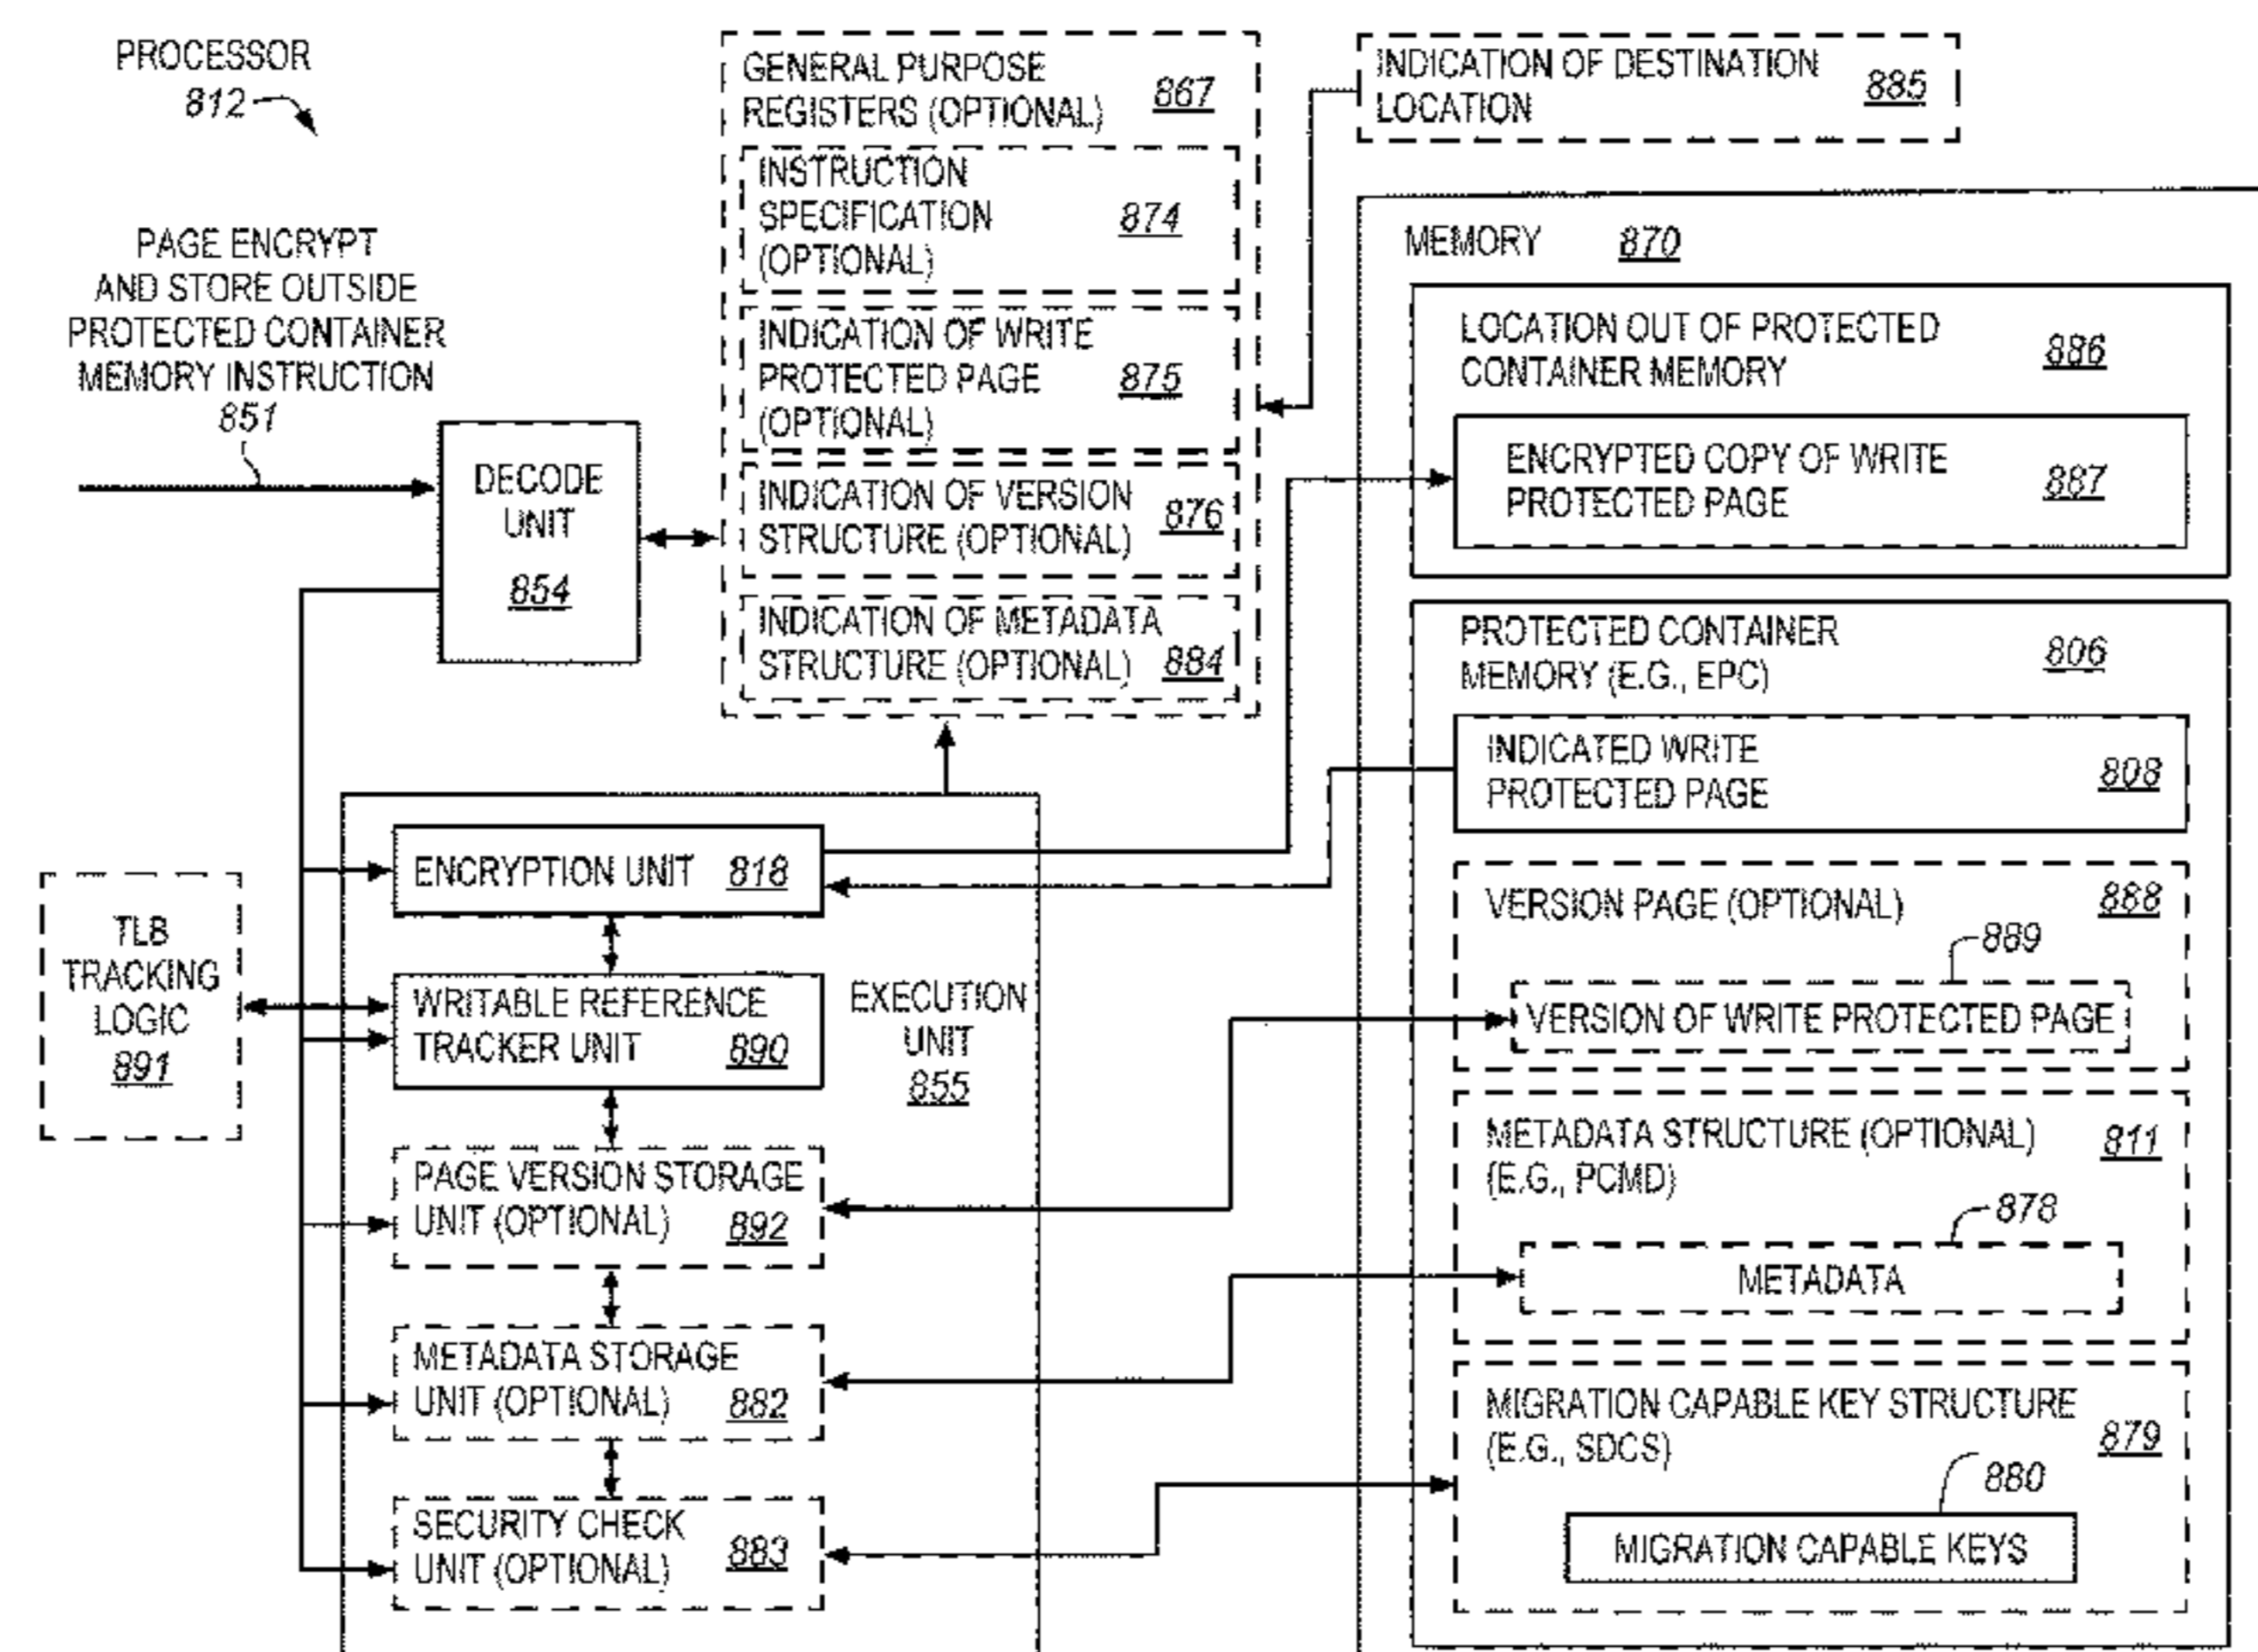 PROCESSOR
812
PAGE ENCRYPT
AND STORE OUTSIDE
PROTECTED CONTAINER
MEMORY INSTRUCTION
851
DECODE
UNIT
854
GENERAL PURPOSE
REGISTERS (OPTIONAL) 867
INSTRUCTION
SPECIFICATION 874
(OPTIONAL)
INDICATION OF WRITE
PROTECTED PAGE 875
(OPTIONAL)
INDICATION OF VERSION 876
STRUCTURE (OPTIONAL)
INDICATION OF METADATA
STRUCTURE (OPTIONAL) 884
INDICATION OF DESTINATION 885
LOCATION
MEMORY 870
LOCATION OUT OF PROTECTED 886
CONTAINER MEMORY
ENCRYPTED COPY OF WRITE 887
PROTECTED PAGE
PROTECTED CONTAINER 806
MEMORY (E.G., EPC)
INDICATED WRITE 808
PROTECTED PAGE
VERSION PAGE (OPTIONAL) 888
889
VERSION OF WRITE PROTECTED PAGE
METADATA STRUCTURE (OPTIONAL) 811
(E.G., PCMD)
878
METADATA
MIGRATION CAPABLE KEY STRUCTURE 879
(E.G., SDCS)
880
MIGRATION CAPABLE KEYS
TLB
TRACKING
LOGIC
891
EXECUTION
UNIT
855
ENCRYPTION UNIT 818
WRITABLE REFERENCE
TRACKER UNIT 890
PAGE VERSION STORAGE
UNIT (OPTIONAL) 892
METADATA STORAGE
UNIT (OPTIONAL) 882
SECURITY CHECK 883
UNIT (OPTIONAL)